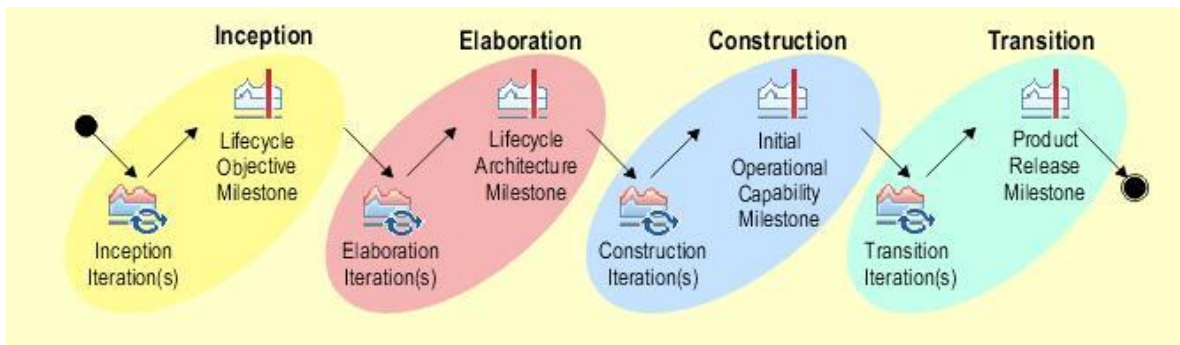 Inception
Elaboration
Construction
Transition
Lifecycle
Objective
Milestone
Inception
Iteration(s)
Lifecycle
Architecture
Milestone
Elaboration
Iteration(s)
Initial
Operational
Capability
Milestone
Construction
Iteration(s)
Product
Release
Milestone
Transition
Iteration(s)